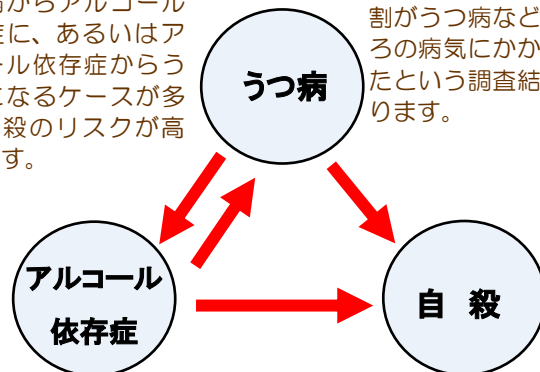 病からアルコール
症に、あるいはア
ール依存症からう
になるケースが多
殺のリスクが高
す。
割がうつ病など
ろの病気にかか
たという調査結
ります。
うつ病
アルコール
依存症
自 殺